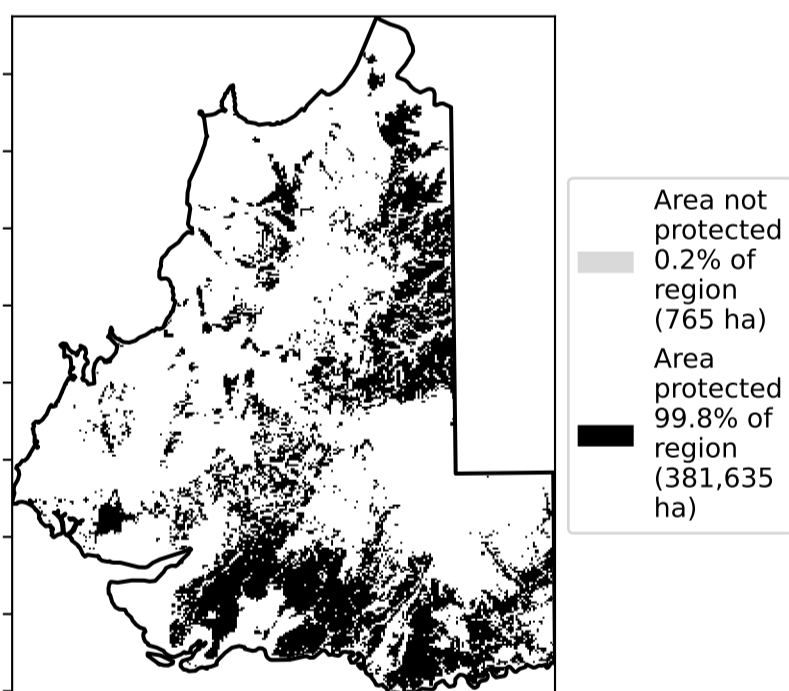 Area not
protected
0.2% of
region
(765 ha)
Area
protected
99.8% of
region
(381,635
ha)